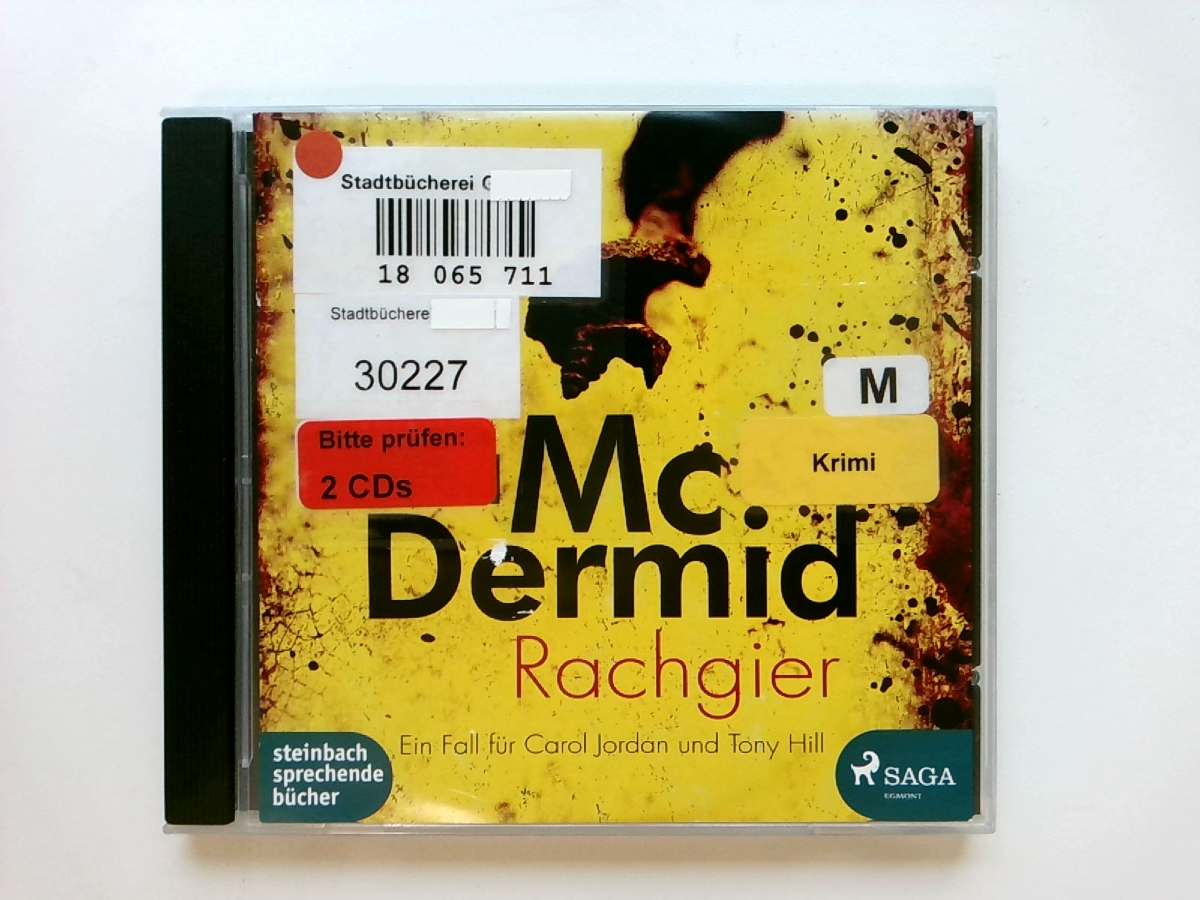 Stadtbücherei
18 065 711
Stadtbüchere
30227
Bitte prüfen:
2 CDs
M
Krimi
Mc
Dermid
Rachgier
Ein Fall für Carol Jordan und Tony Hill
steinbach
sprechende
bücher
SAGA
EGMONT